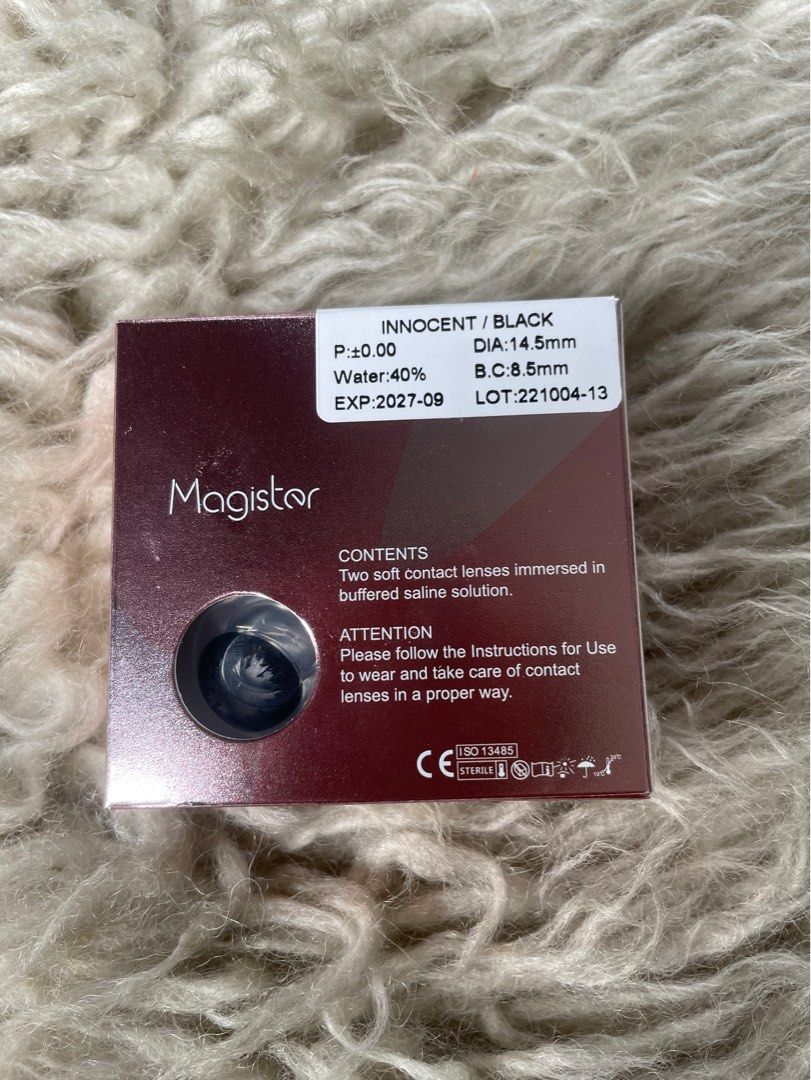 INNOCENT / BLACK
P:±0.00 DIA:14.5mm
Water:40% B.C:8.5mm
EXP:2027-09 LOT:221004-13
Magister
CONTENTS
Two soft contact lenses immersed in
buffered saline solution.
ATTENTION
Please follow the Instructions for Use
to wear and take care of contact
lenses in a proper way.
CE ISO 13485
STERILE
10°C 30°C